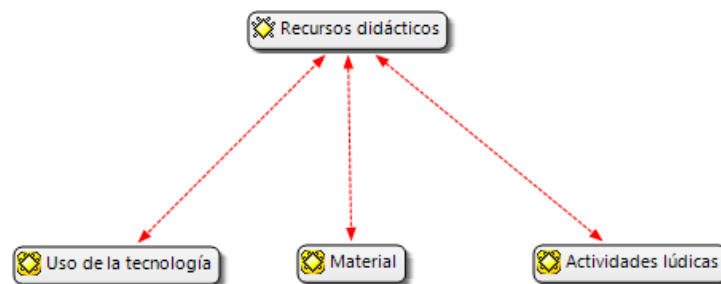 Recursos didácticos
Uso de la tecnología
Material
Actividades lúdicas